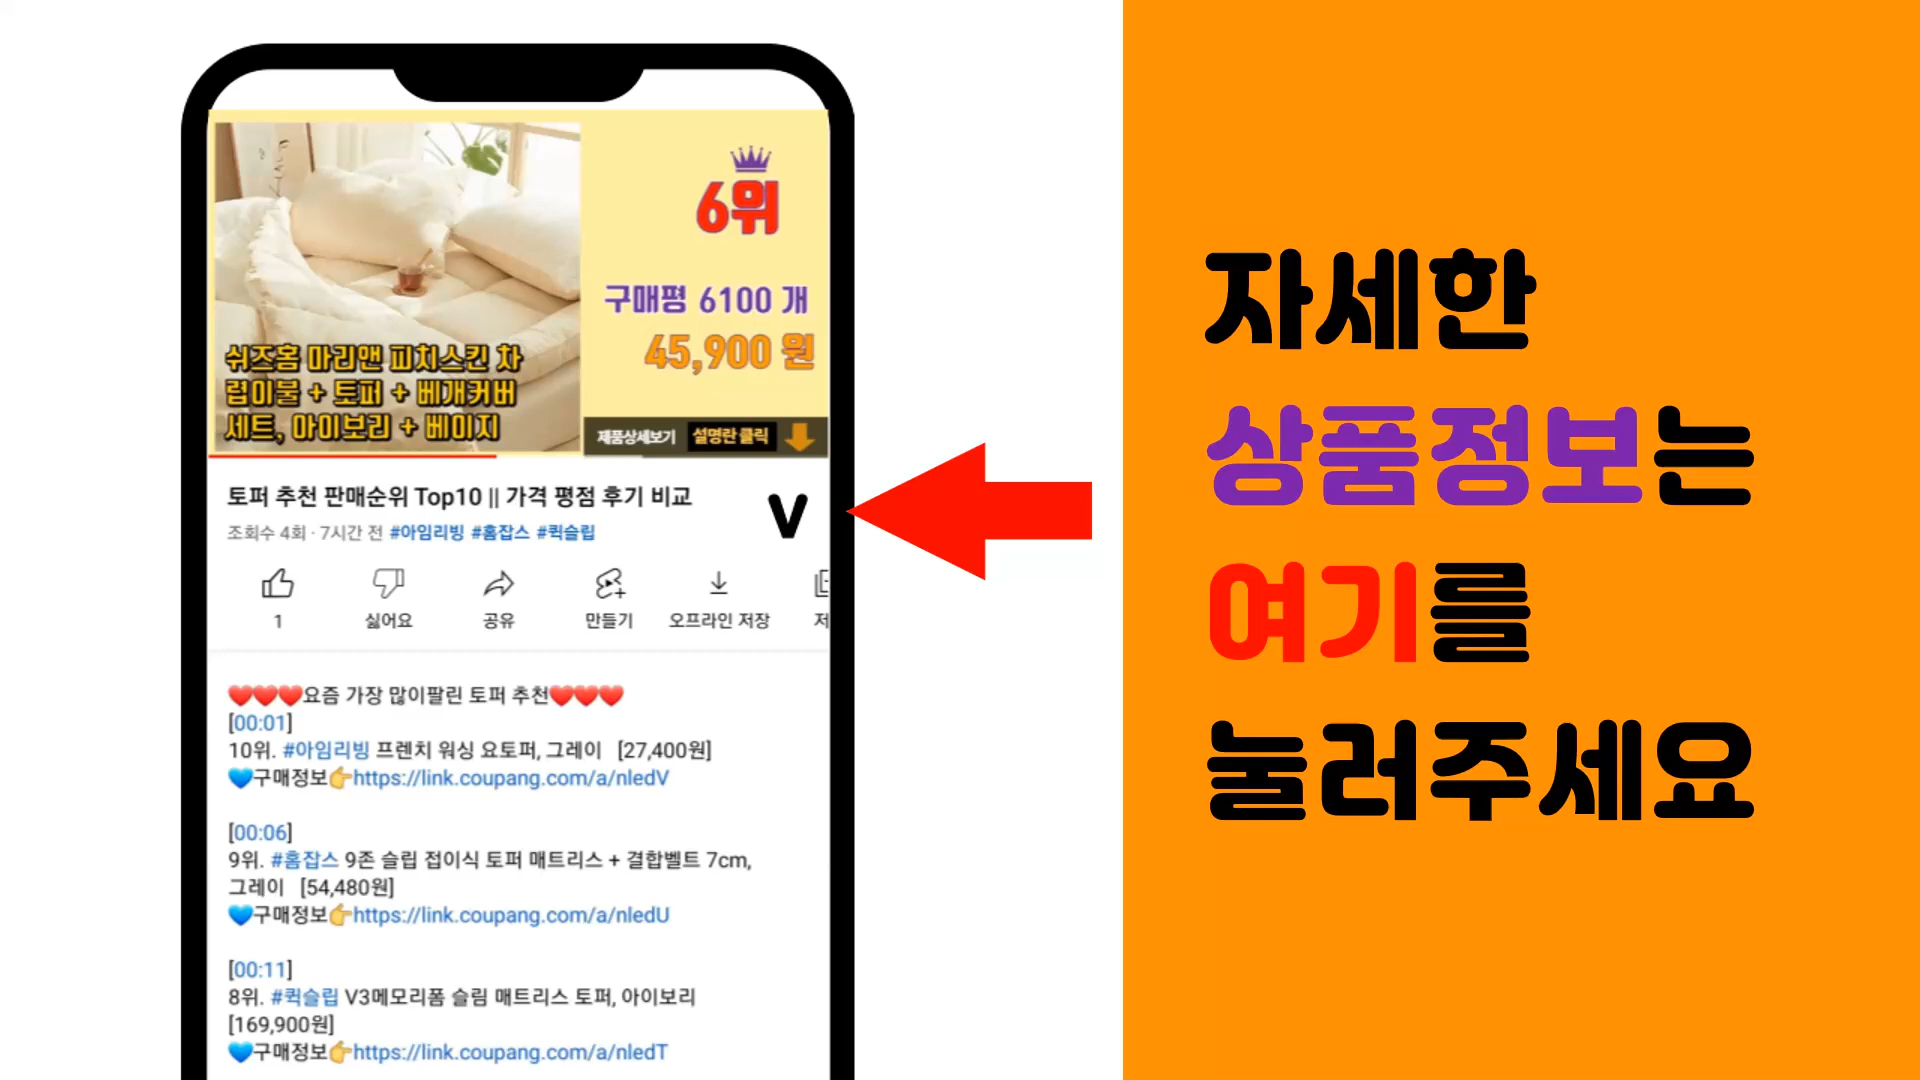 6위
구매평 6100 개
45,900 원
쉬즈홈 마리앤 피치스킨 차
렵이불 + 토퍼 + 베개커버
세트, 아이보리 + 베이지
제품상세보기 설명란 클릭
토퍼 추천 판매순위 Top10 || 가격 평점 후기 비교
V
조회수 4회 · 7시간 전 #아임리빙 #홈잡스 #퀵슬립
1 싫어요 공유 만들기 오프라인 저장 저
❤️❤️❤️요즘 가장 많이팔린 토퍼 추천❤️❤️❤️
[00:01]
10위. #아임리빙 프렌치 워싱 요토퍼, 그레이 [27,400원]
💙구매정보👉https://link.coupang.com/a/nledV
[00:06]
9위. #홈잡스 9존 슬립 접이식 토퍼 매트리스 + 결합벨트 7cm,
그레이 [54,480원]
💙구매정보👉https://link.coupang.com/a/nledU
[00:11]
8위. #퀵슬립 V3메모리폼 슬림 매트리스 토퍼, 아이보리
[169,900원]
💙구매정보👉https://link.coupang.com/a/nledT
자세한
상품정보는
여기를
눌러주세요